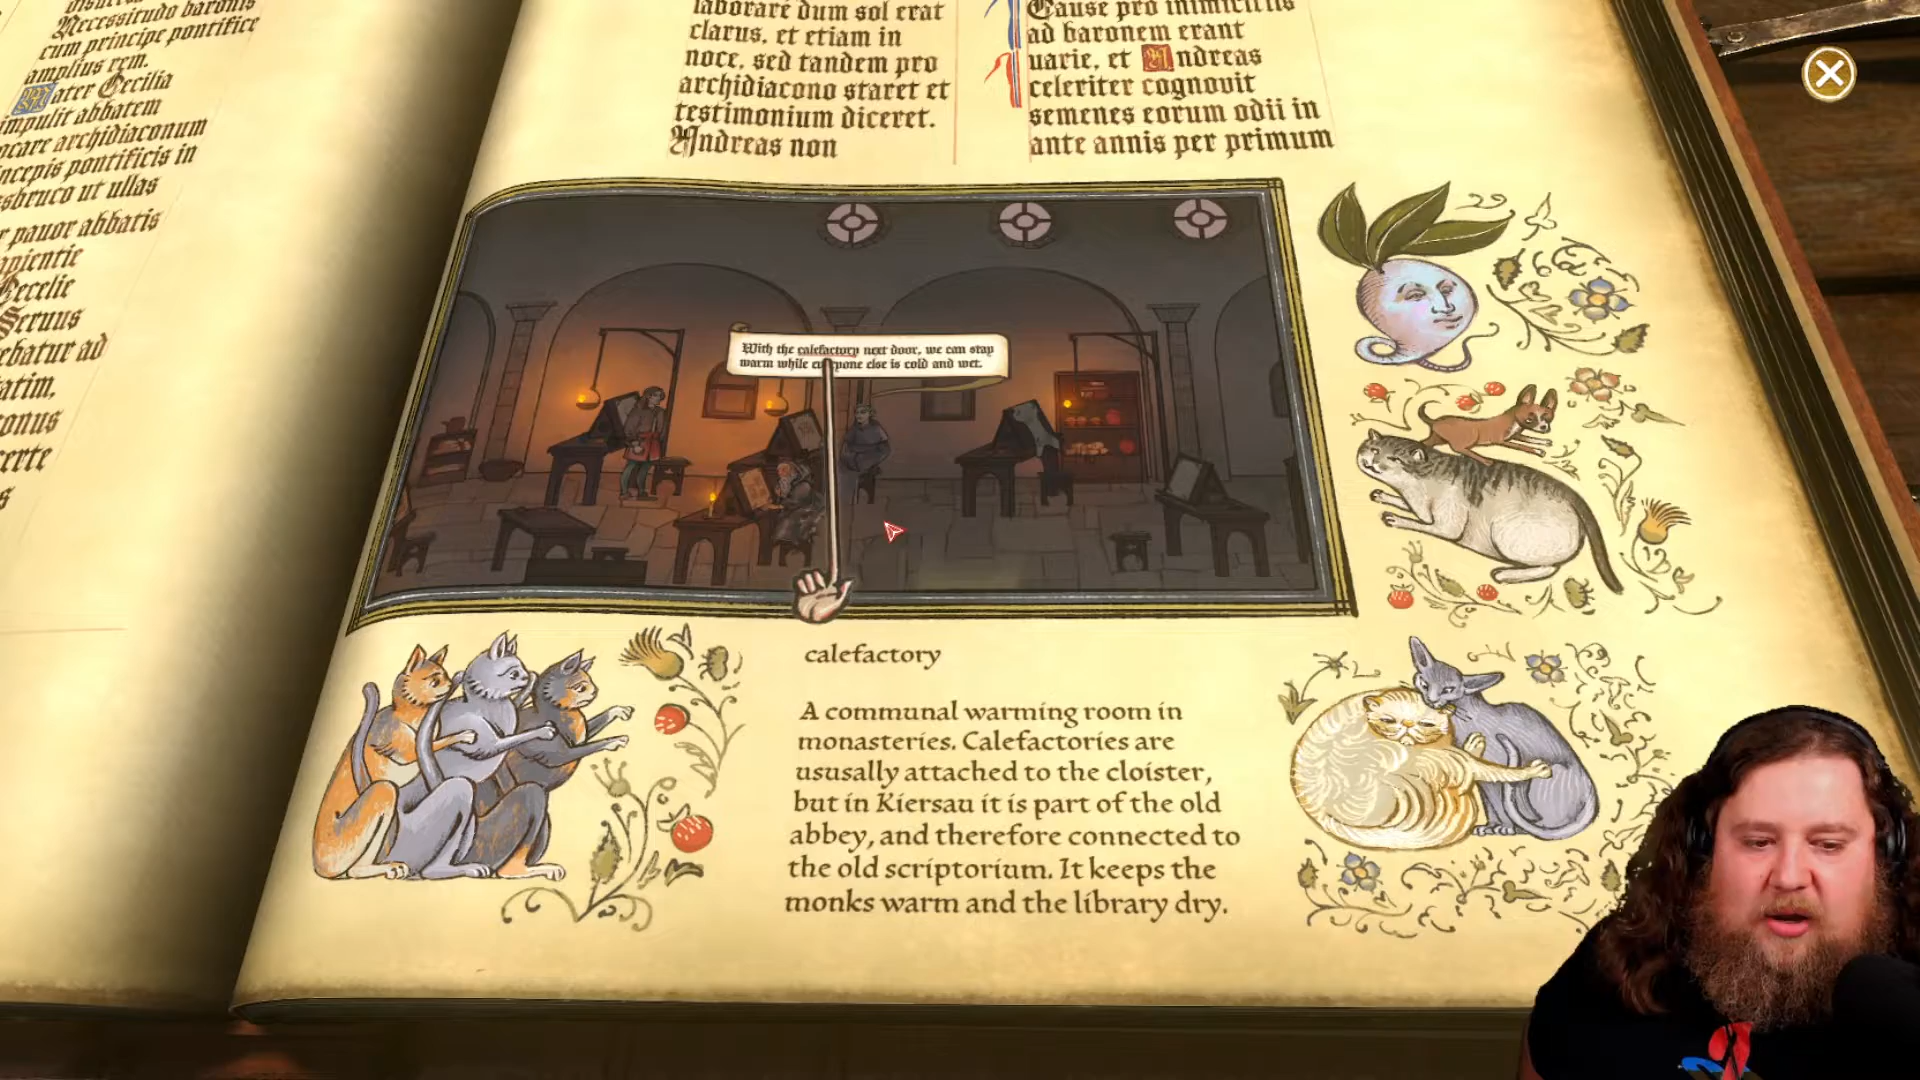 Necessitudo baronis
cum principe pontifice
amplius rem.
Mater Cecilia
impulit abbatem
archidiaconum
pontificis in
ut ullas
pauor abbatis
Seruus
ad
laborare dum sol erat
clarus, et etiam in
noce, sed tandem pro
archidiacono staret et
testimonium diceret.
Andreas non
Cause pro inimicitiis
ad baronem erant
uarie, et Andreas
celeriter cognouit
semenes eorum odii in
ante annis per primum
With the calefactory next door, we can stay
warm while everyone else is cold and wet.
calefactory
A communal warming room in
monasteries. Calefactories are
ususally attached to the cloister,
but in Kiersau it is part of the old
abbey, and therefore connected to
the old scriptorium. It keeps the
monks warm and the library dry.